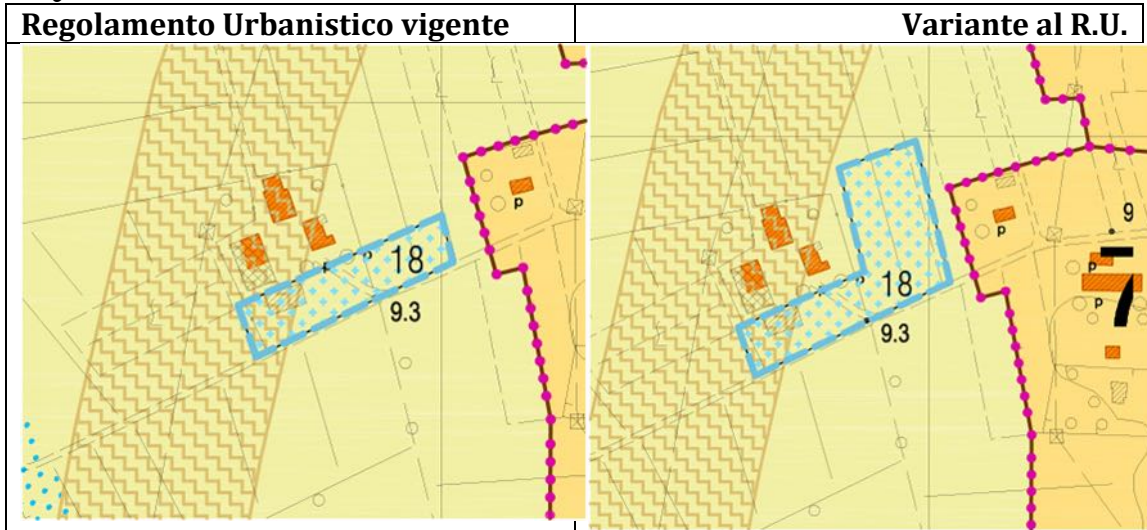 Regolamento Urbanistico vigente
Variante al R.U.
p
18
9.3
p
9
p
p
7
18
9.3